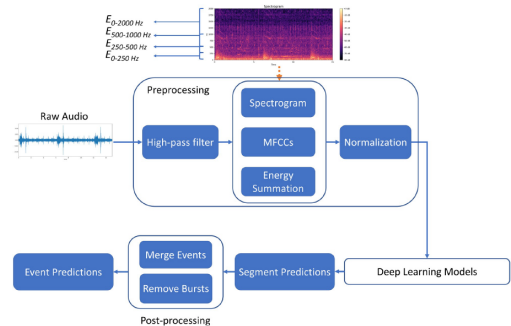 E0-2000 Hz
E500-1000 Hz
E250-500 Hz
E0-250 Hz
Spectrogram
Time
Preprocessing
Raw Audio
High-pass filter
Spectrogram
MFCCs
Energy
Summation
Normalization
Deep Learning Models
Segment Predictions
Merge Events
Remove Bursts
Event Predictions
Post-processing